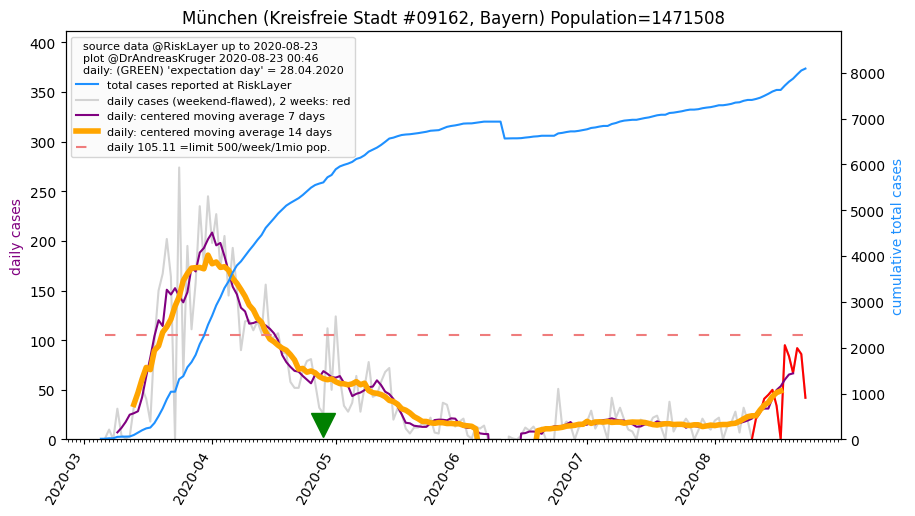 München (Kreisfreie Stadt #09162, Bayern) Population=1471508
source data @RiskLayer up to 2020-08-23
plot @DrAndreasKruger 2020-08-23 00:46
daily: (GREEN) 'expectation day' = 28.04.2020
total cases reported at RiskLayer
daily cases (weekend-flawed), 2 weeks: red
daily: centered moving average 7 days
daily: centered moving average 14 days
daily 105.11 =limit 500/week/1mio pop.
daily cases
400
350
300
250
200
150
100
50
0
cumulative total cases
8000
7000
6000
5000
4000
3000
2000
1000
0
2020-03
2020-04
2020-05
2020-06
2020-07
2020-08